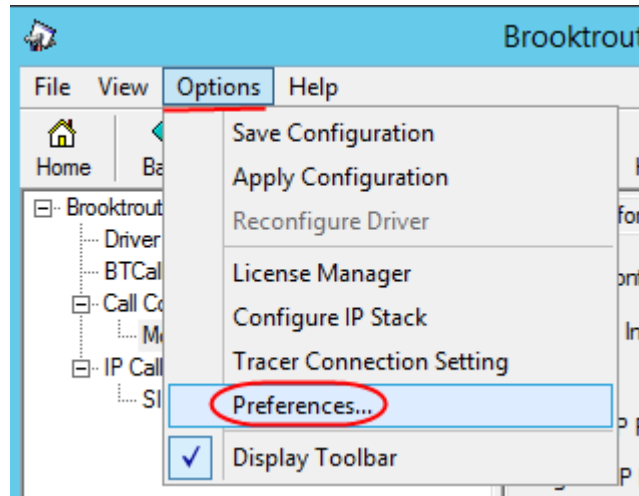 Brooktrout
File View Options Help
Home
Save Configuration
Apply Configuration
Reconfigure Driver
License Manager
Configure IP Stack
Tracer Connection Setting
Preferences...
Display Toolbar
Brooktrout
Driver
BTCal
Call Co
IP Call